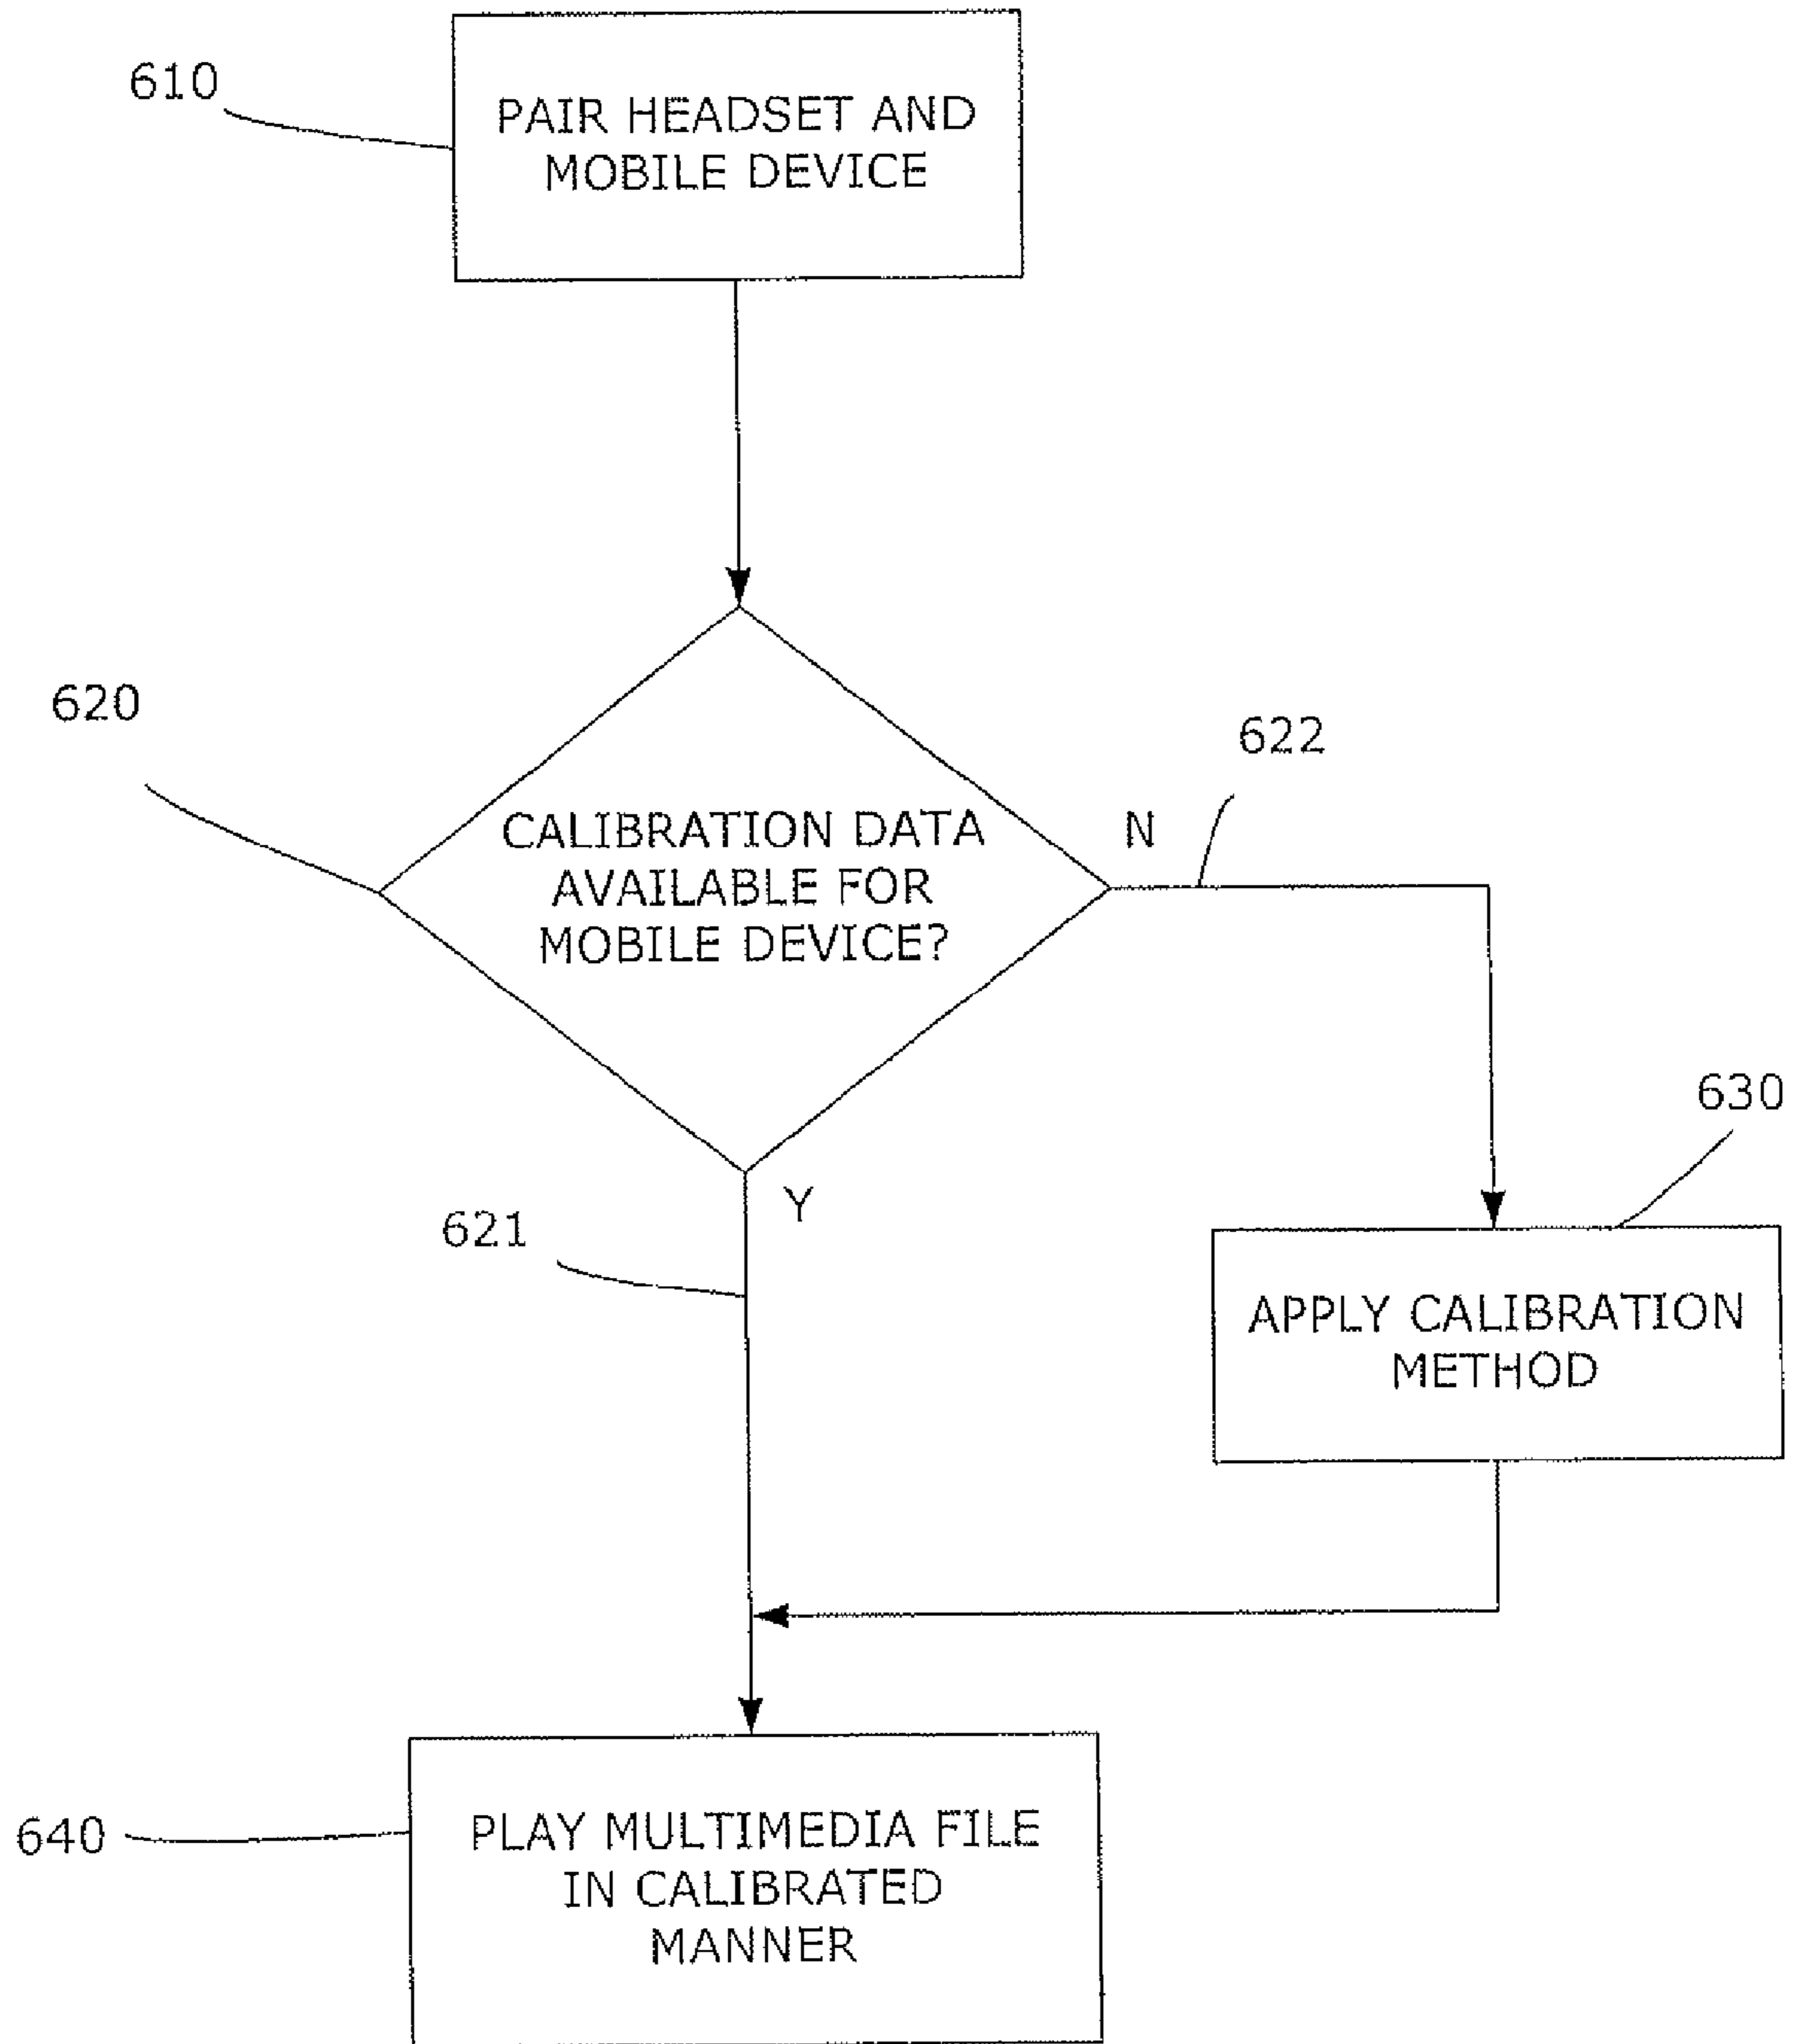 610
PAIR HEADSET AND
MOBILE DEVICE
620
622
CALIBRATION DATA
AVAILABLE FOR
MOBILE DEVICE?
N
Y
621
630
APPLY CALIBRATION
METHOD
640
PLAY MULTIMEDIA FILE
IN CALIBRATED
MANNER